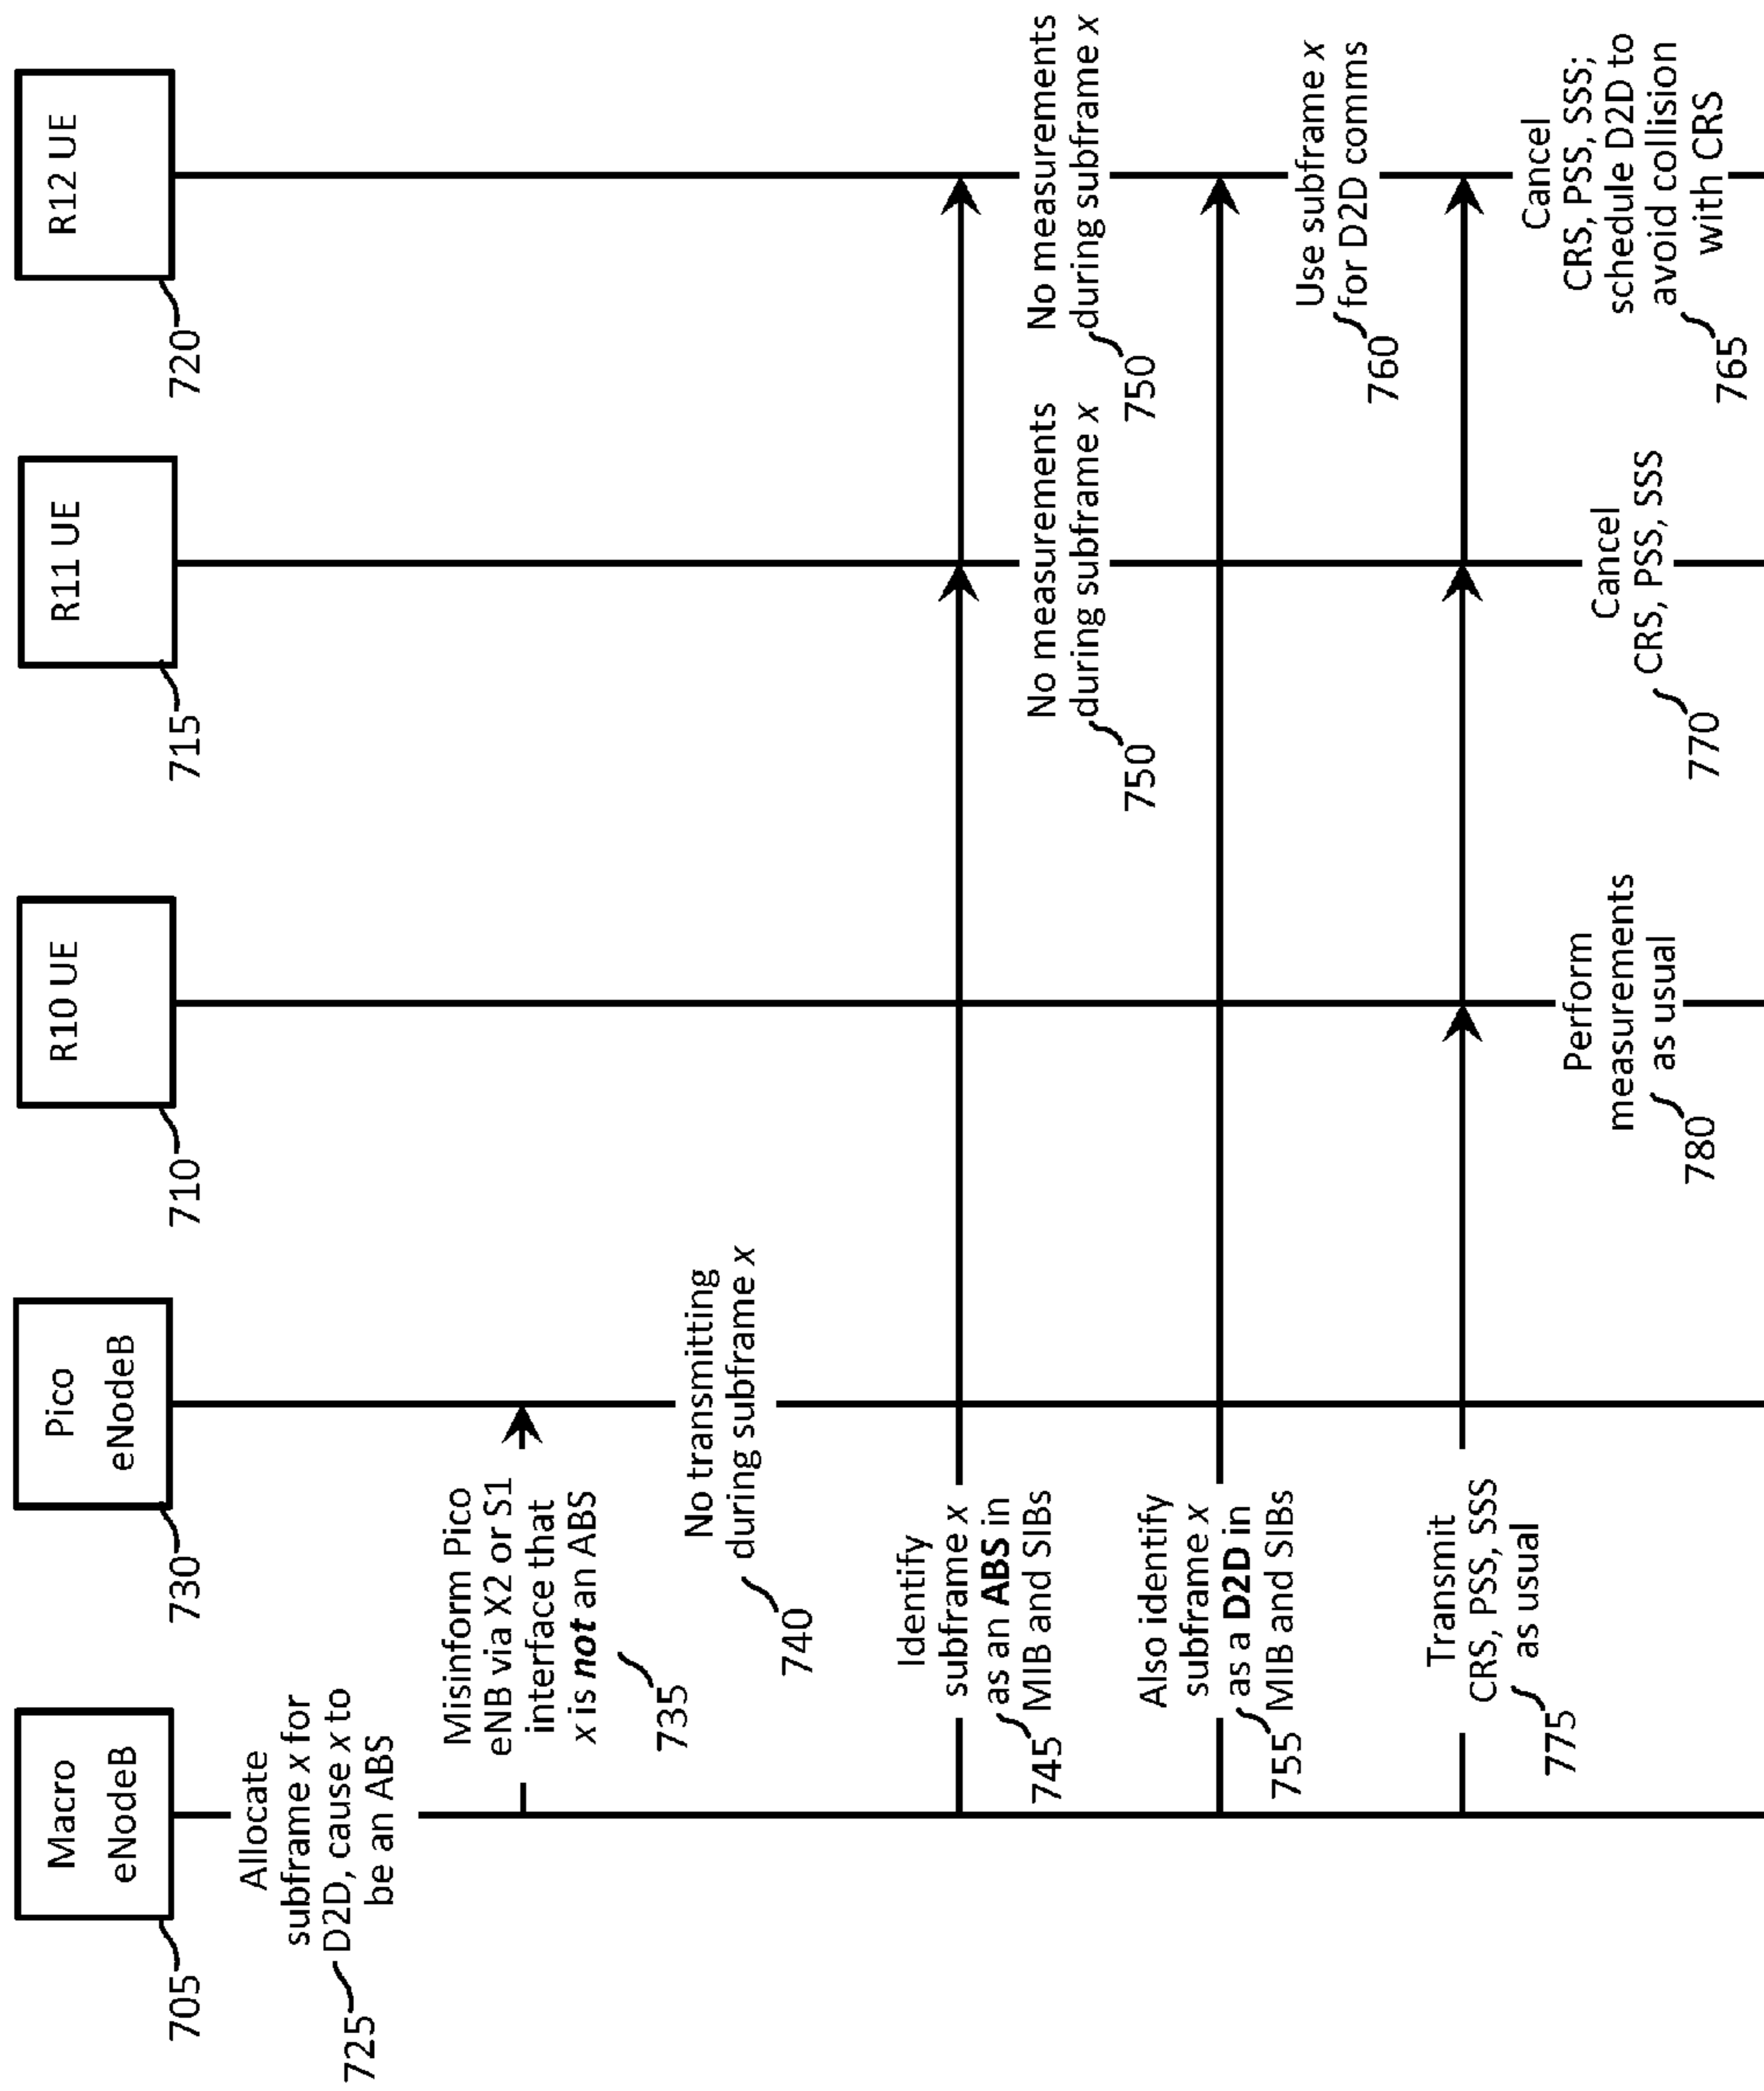 Macro
eNodeB
705
Pico
eNodeB
730
R10 UE
710
R11 UE
715
R12 UE
720
Allocate
subframe x for
D2D, cause x to
be an ABS
725
Misinform Pico
eNB via X2 or S1
interface that
x is not an ABS
735
No transmitting
during subframe x
740
Identify
subframe x
as an ABS in
MIB and SIBs
745
No measurements
during subframe x
750
No measurements
during subframe x
750
Also identify
subframe x
as a D2D in
MIB and SIBs
755
Use subframe x
for D2D comms
760
Transmit
CRS, PSS, SSS
as usual
775
Perform
measurements
as usual
780
Cancel
CRS, PSS, SSS
770
Cancel
CRS, PSS, SSS;
schedule D2D to
avoid collision
with CRS
765